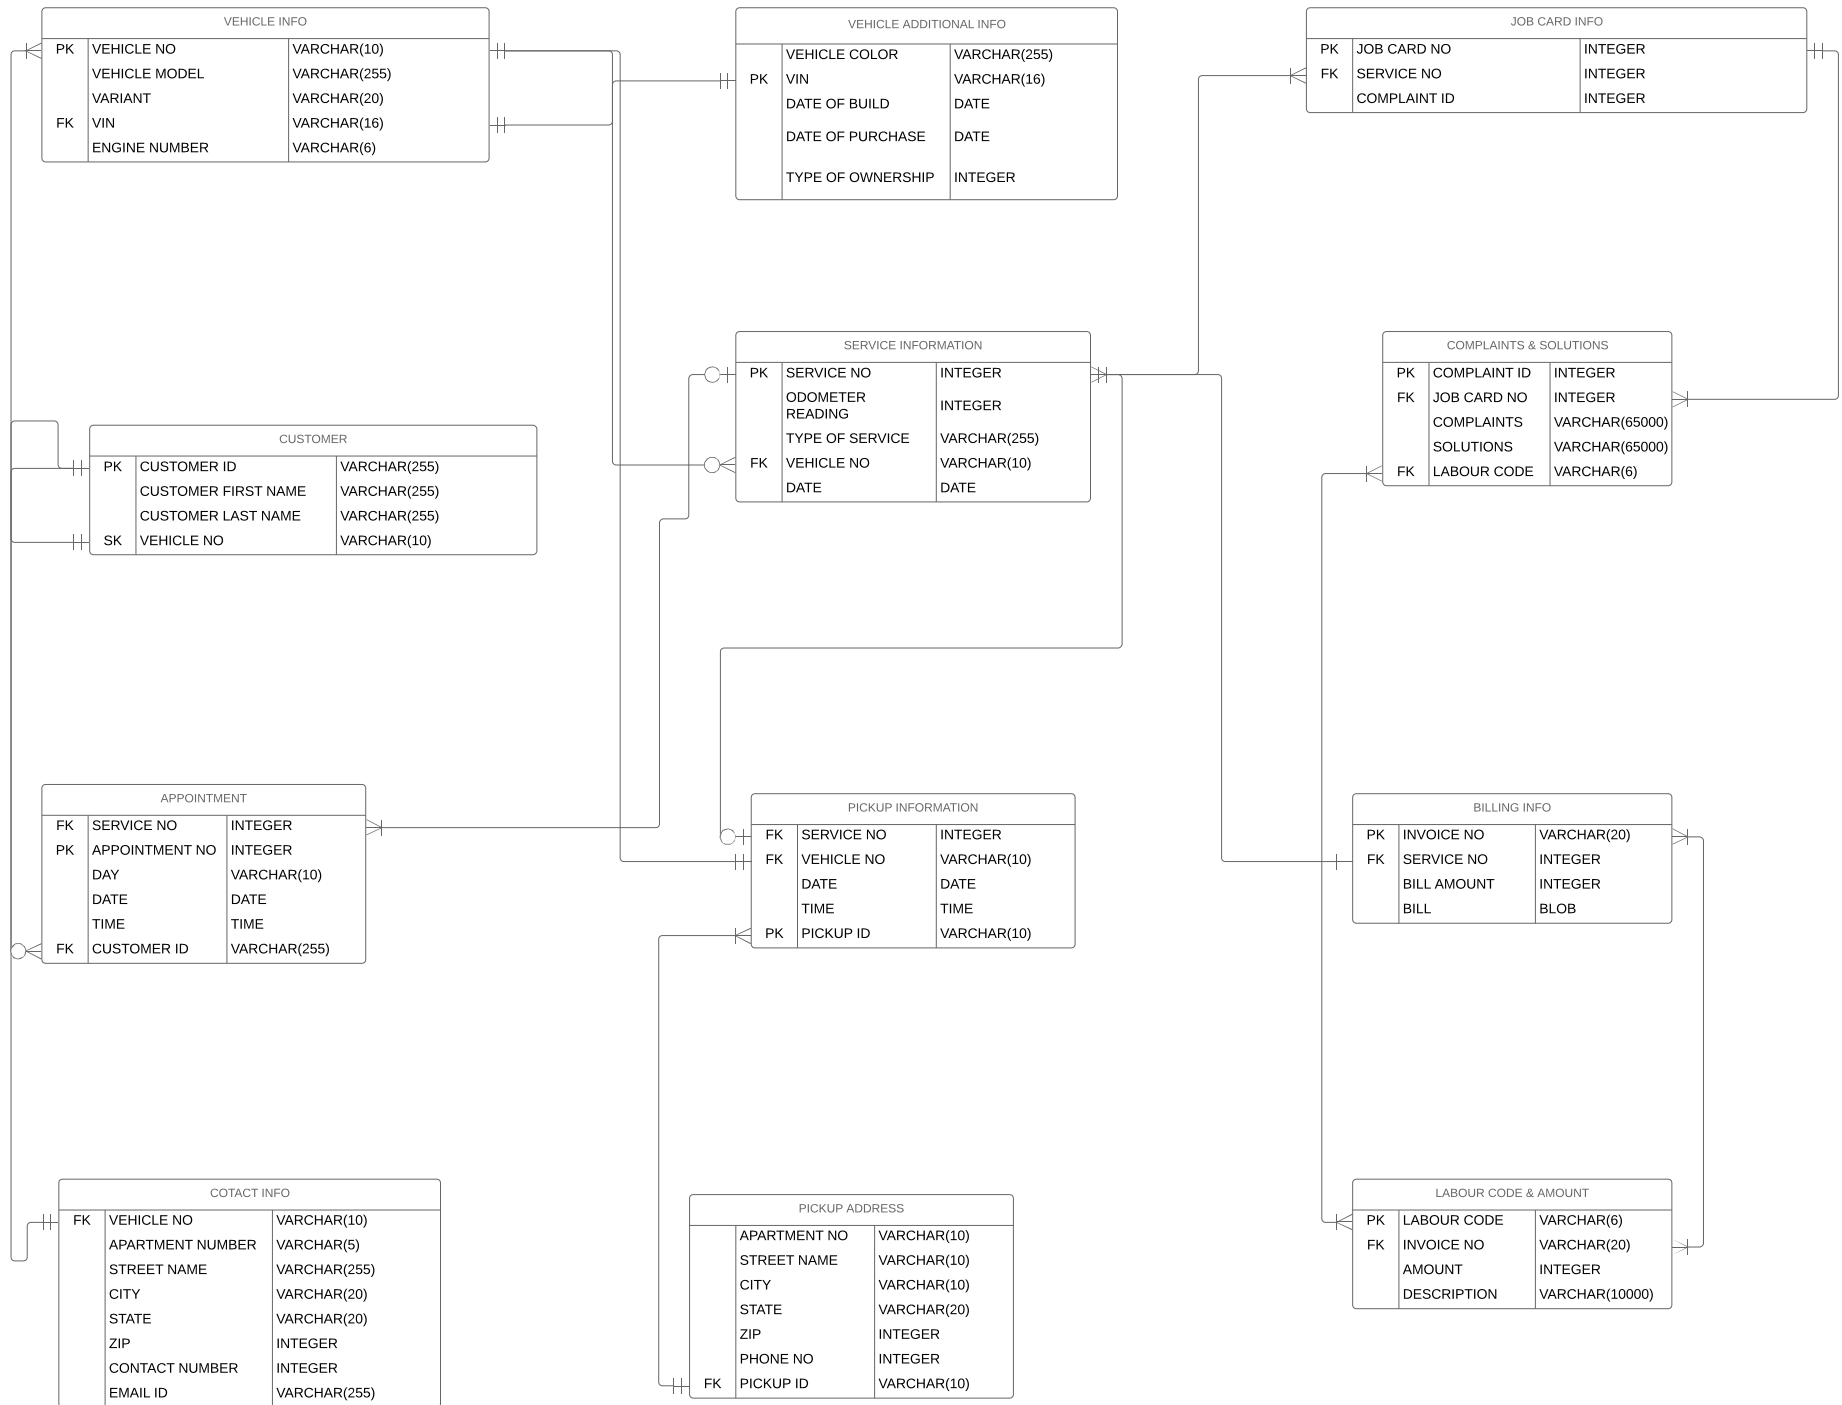 VEHICLE INFO
PK VEHICLE NO VARCHAR(10)
VEHICLE MODEL VARCHAR(255)
VARIANT VARCHAR(20)
FK VIN VARCHAR(16)
ENGINE NUMBER VARCHAR(6)
VEHICLE ADDITIONAL INFO
VEHICLE COLOR VARCHAR(255)
PK VIN VARCHAR(16)
DATE OF BUILD DATE
DATE OF PURCHASE DATE
TYPE OF OWNERSHIP INTEGER
JOB CARD INFO
PK JOB CARD NO INTEGER
FK SERVICE NO INTEGER
COMPLAINT ID INTEGER
SERVICE INFORMATION
PK SERVICE NO INTEGER
ODOMETER
READING INTEGER
TYPE OF SERVICE VARCHAR(255)
FK VEHICLE NO VARCHAR(10)
DATE DATE
COMPLAINTS & SOLUTIONS
PK COMPLAINT ID INTEGER
FK JOB CARD NO INTEGER
COMPLAINTS VARCHAR(65000)
SOLUTIONS VARCHAR(65000)
FK LABOUR CODE VARCHAR(6)
CUSTOMER
PK CUSTOMER ID VARCHAR(255)
CUSTOMER FIRST NAME VARCHAR(255)
CUSTOMER LAST NAME VARCHAR(255)
SK VEHICLE NO VARCHAR(10)
APPOINTMENT
FK SERVICE NO INTEGER
PK APPOINTMENT NO INTEGER
DAY VARCHAR(10)
DATE DATE
TIME TIME
FK CUSTOMER ID VARCHAR(255)
PICKUP INFORMATION
FK SERVICE NO INTEGER
FK VEHICLE NO VARCHAR(10)
DATE DATE
TIME TIME
PK PICKUP ID VARCHAR(10)
BILLING INFO
PK INVOICE NO VARCHAR(20)
FK SERVICE NO INTEGER
BILL AMOUNT INTEGER
BILL BLOB
COTACT INFO
FK VEHICLE NO VARCHAR(10)
APARTMENT NUMBER VARCHAR(5)
STREET NAME VARCHAR(255)
CITY VARCHAR(20)
STATE VARCHAR(20)
ZIP INTEGER
CONTACT NUMBER INTEGER
EMAIL ID VARCHAR(255)
PICKUP ADDRESS
APARTMENT NO VARCHAR(10)
STREET NAME VARCHAR(10)
CITY VARCHAR(10)
STATE VARCHAR(20)
ZIP INTEGER
PHONE NO INTEGER
FK PICKUP ID VARCHAR(10)
LABOUR CODE & AMOUNT
PK LABOUR CODE VARCHAR(6)
FK INVOICE NO VARCHAR(20)
AMOUNT INTEGER
DESCRIPTION VARCHAR(10000)